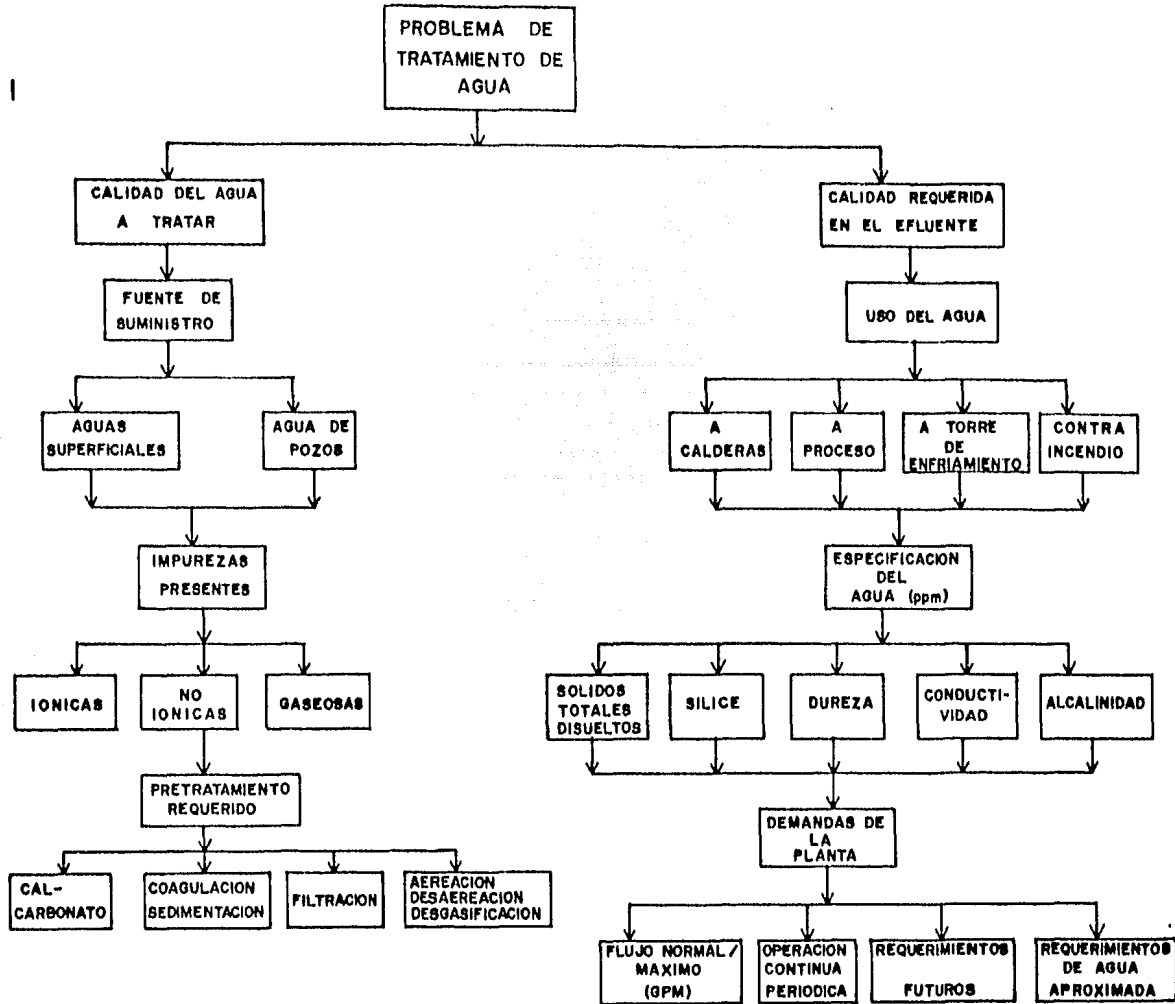 PROBLEMA DE
TRATAMIENTO DE
AGUA
CALIDAD DEL AGUA
A TRATAR
CALIDAD REQUERIDA
EN EL EFLUENTE
FUENTE DE
SUMINISTRO
USO DEL AGUA
AGUAS
SUPERFICIALES
AGUA DE
POZOS
A
CALDERAS
A
PROCESO
A TORRE
DE
ENFRIAMIENTO
CONTRA
INCENDIO
IMPUREZAS
PRESENTES
ESPECIFICACION
DEL
AGUA (ppm)
IONICAS
NO
IONICAS
GASEOSAS
SOLIDOS
TOTALES
DISUELTOS
SILICE
DUREZA
CONDUCTI-
VIDAD
ALCALINIDAD
PRETRATAMIENTO
REQUERIDO
DEMANDAS DE
LA
PLANTA
CAL-
CARBONATO
COAGULACION
SEDIMENTACION
FILTRACION
AEREACION
DESAEREACION
DESGASIFICACION
FLUJO NORMAL/
MAXIMO
(GPM)
OPERACION
CONTINUA
PERIODICA
REQUERIMIENTOS
FUTUROS
REQUERIMIENTOS
DE AGUA
APROXIMADA